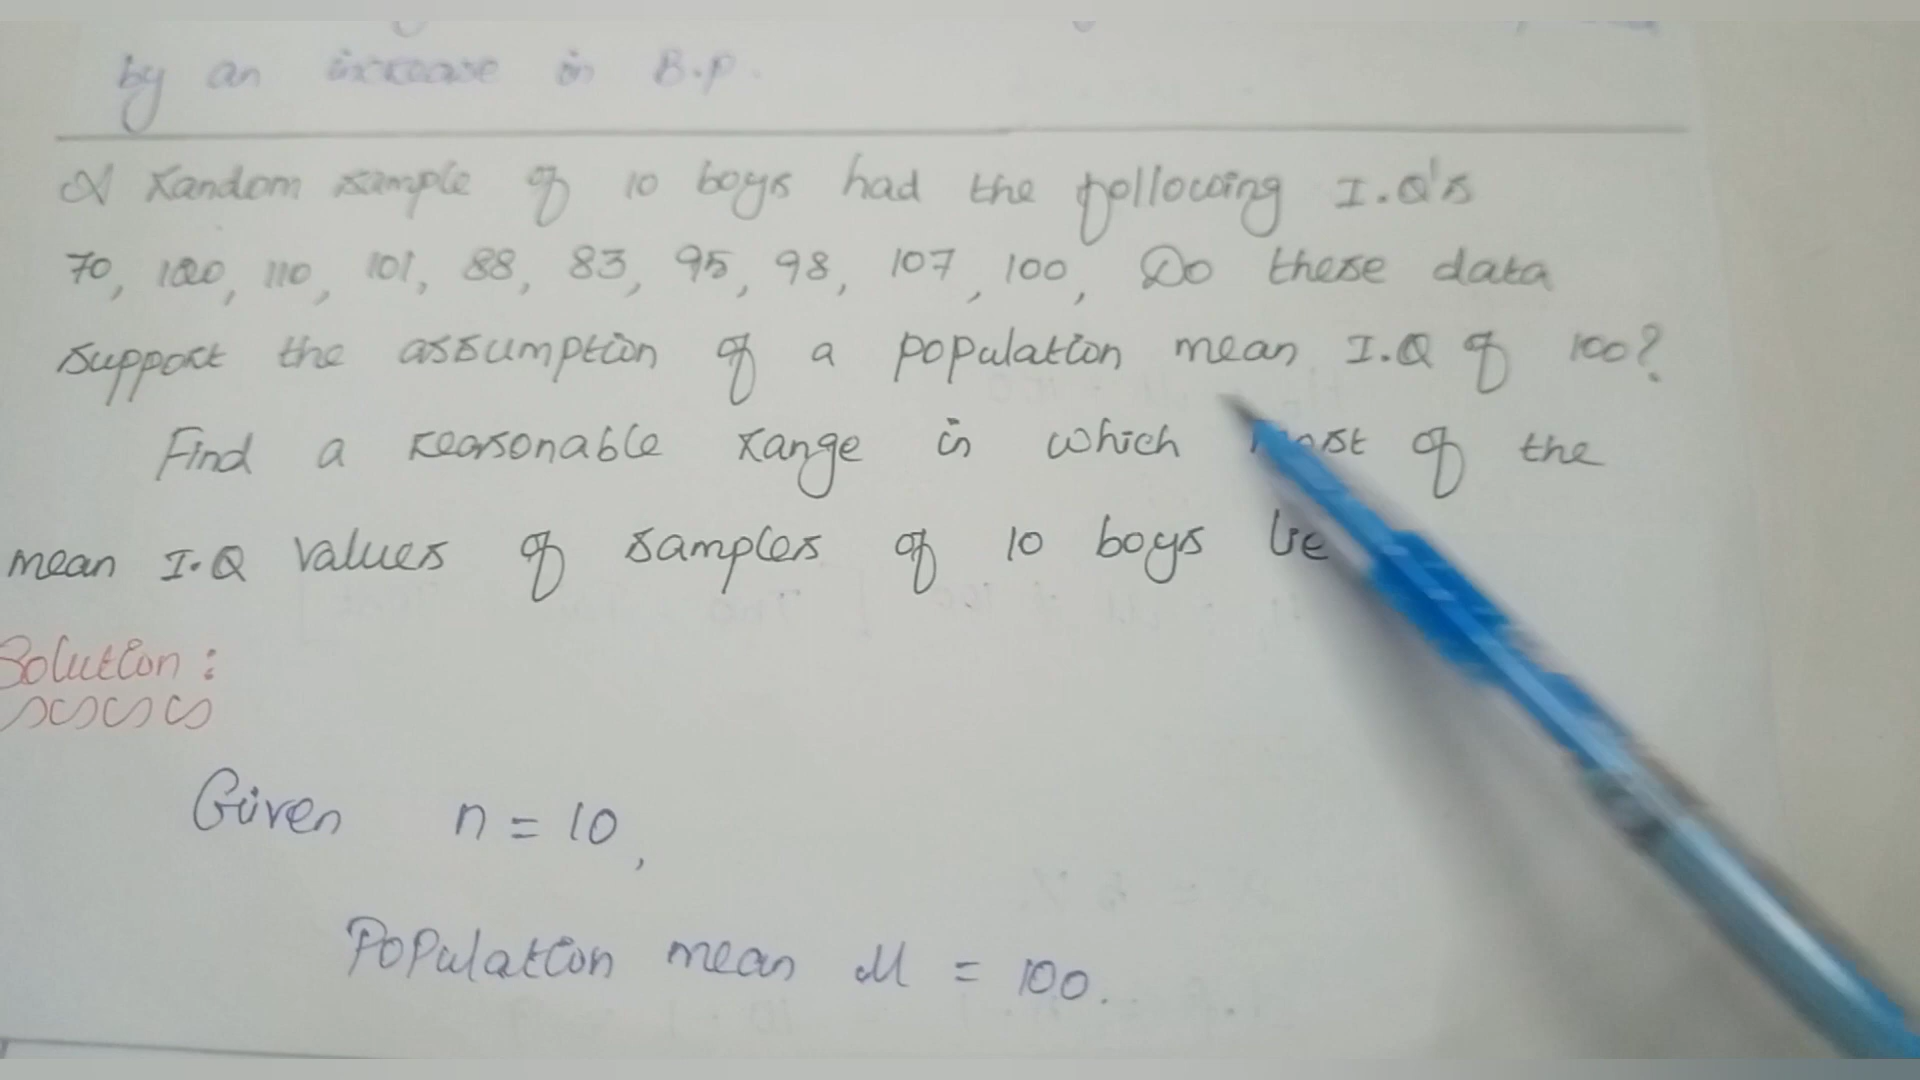 by an increase in B.P.
A random sample of 10 boys had the following I.Q's
70, 120, 110, 101, 88, 83, 95, 98, 107, 100, Do these data
support the assumption of a population mean I.Q of 100?
Find a reasonable range in which most of the
mean I.Q values of samples of 10 boys lie
Solution:
Given n = 10,
Population mean μ = 100.